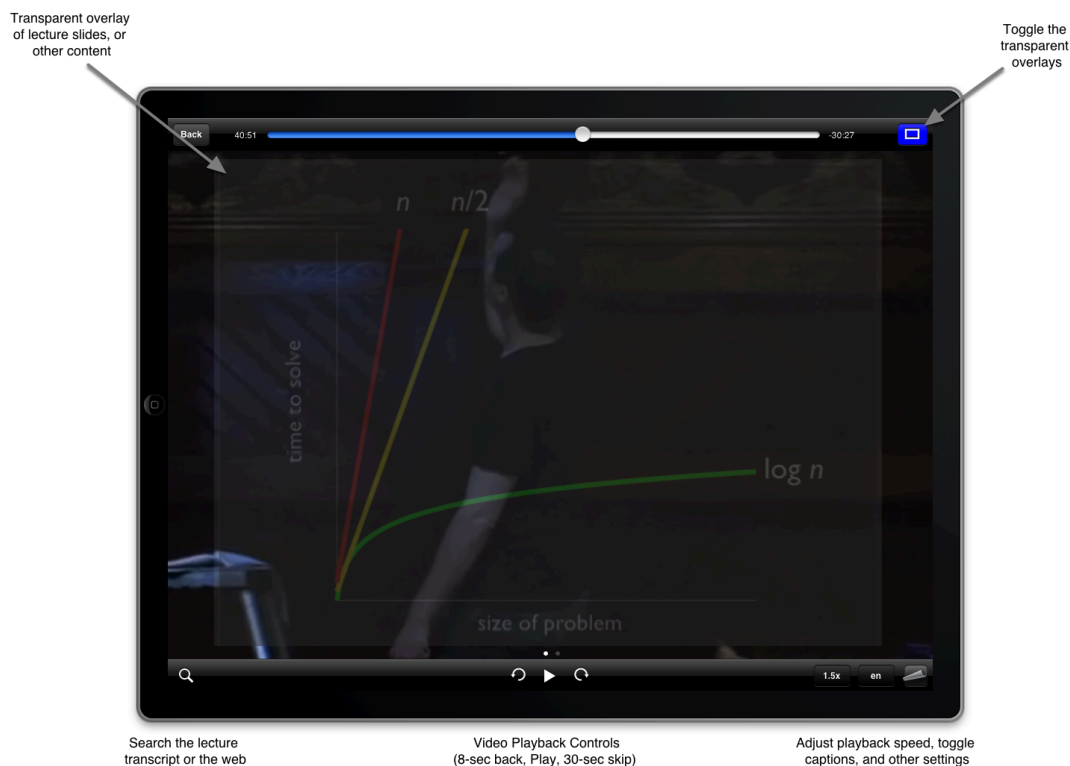 Transparent overlay
of lecture slides, or
other content
Toggle the
transparent
overlays
Back
40:51
-30:27
n
n/2
time to solve
log n
size of problem
1.5x
en
Search the lecture
transcript or the web
Video Playback Controls
(8-sec back, Play, 30-sec skip)
Adjust playback speed, toggle
captions, and other settings